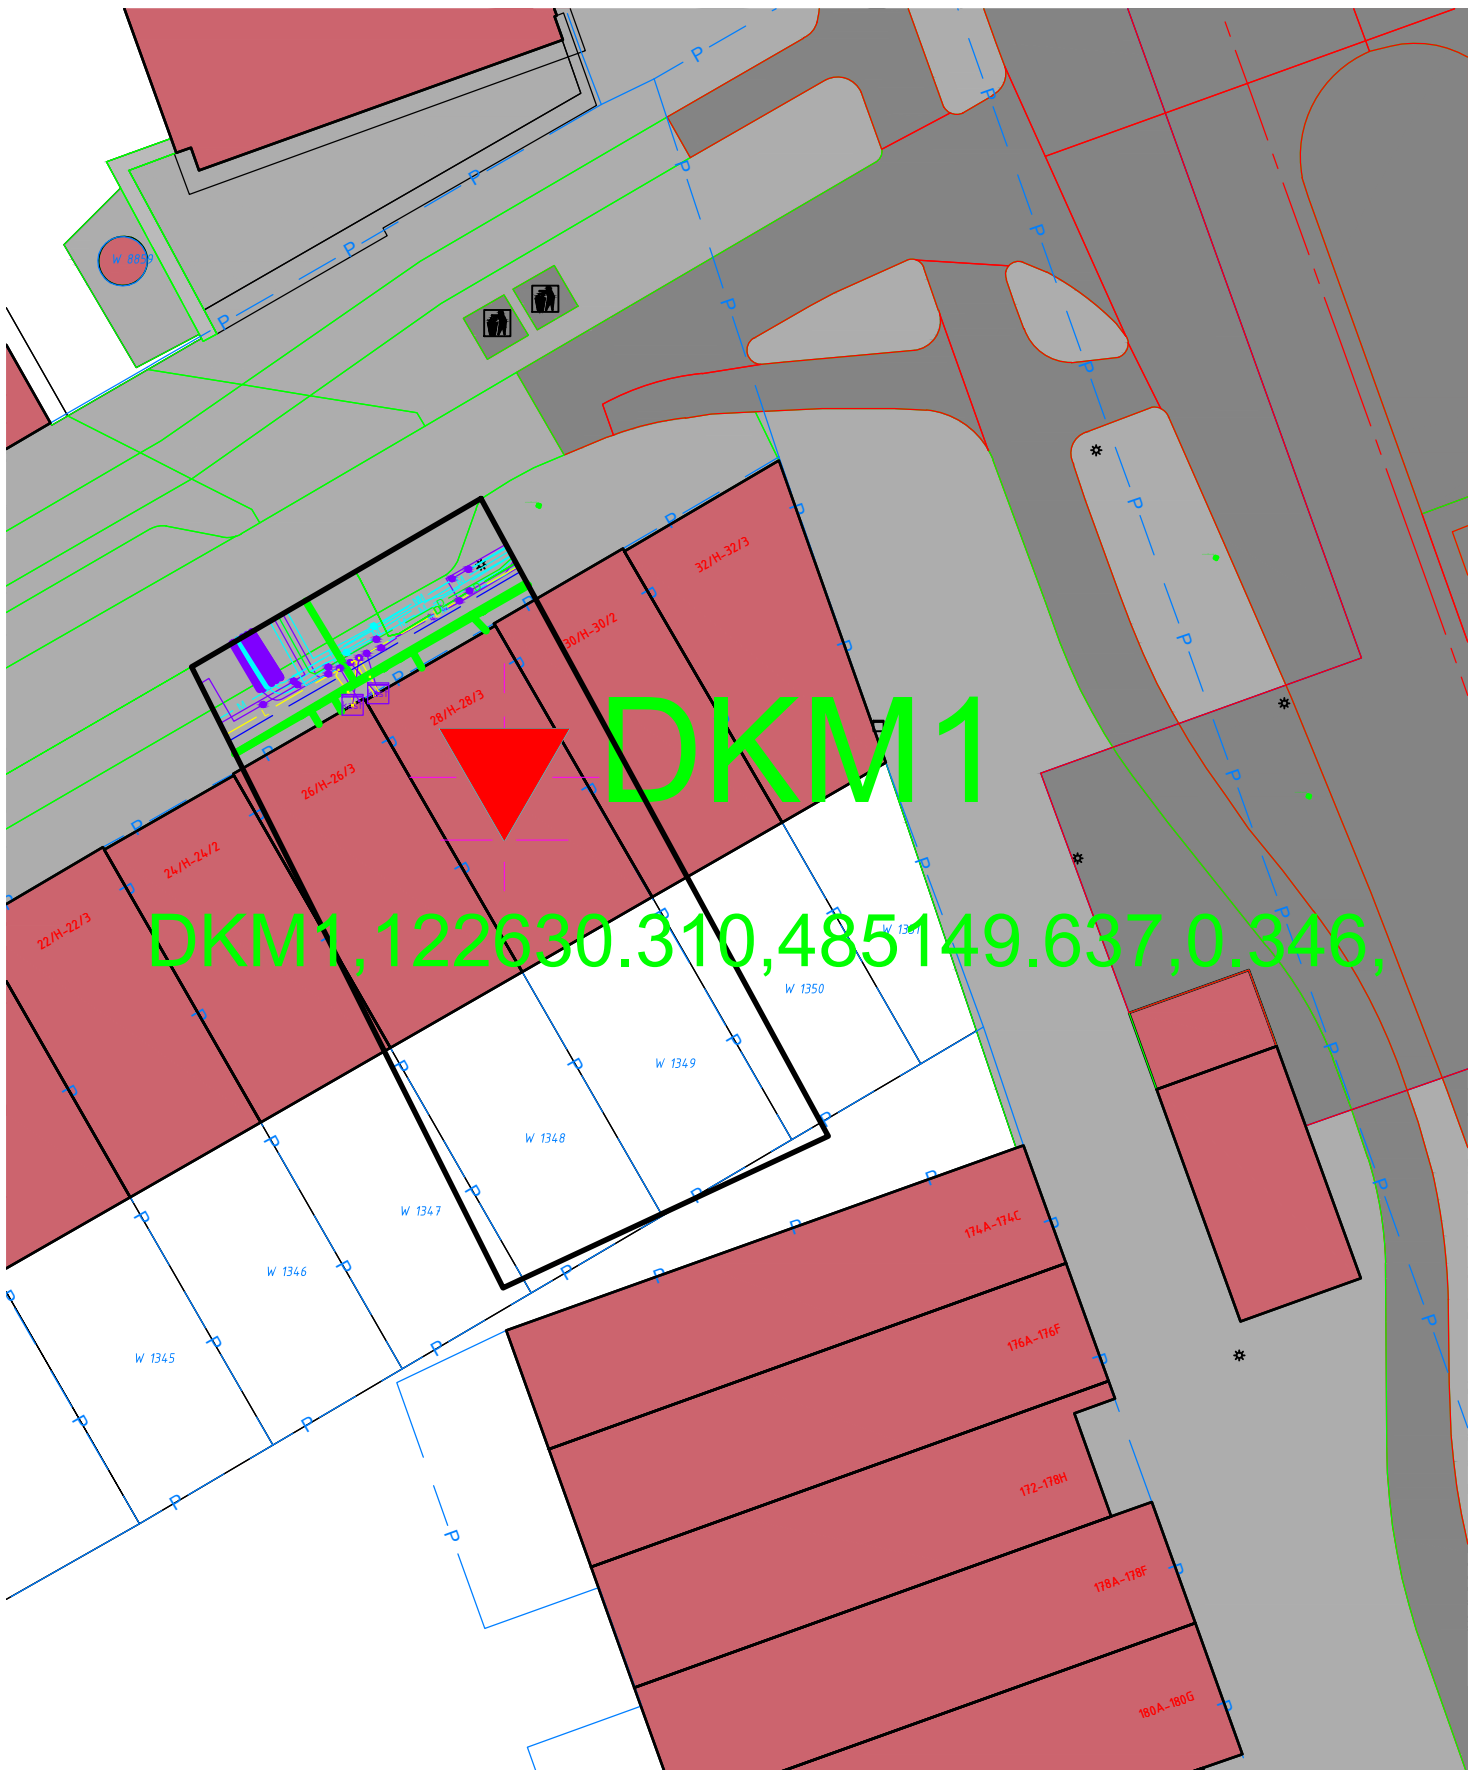 W 8859
32/H-32/3
30/H-30/2
28/H-28/3
26/H-26/3
24/H-24/2
22/H-22/3
DKM1
DKM1,122630.310,485149.637,0.346,
W 1351
W 1350
W 1349
W 1348
W 1347
W 1346
W 1345
174A-174C
176A-176F
172-178H
178A-178F
180A-180G